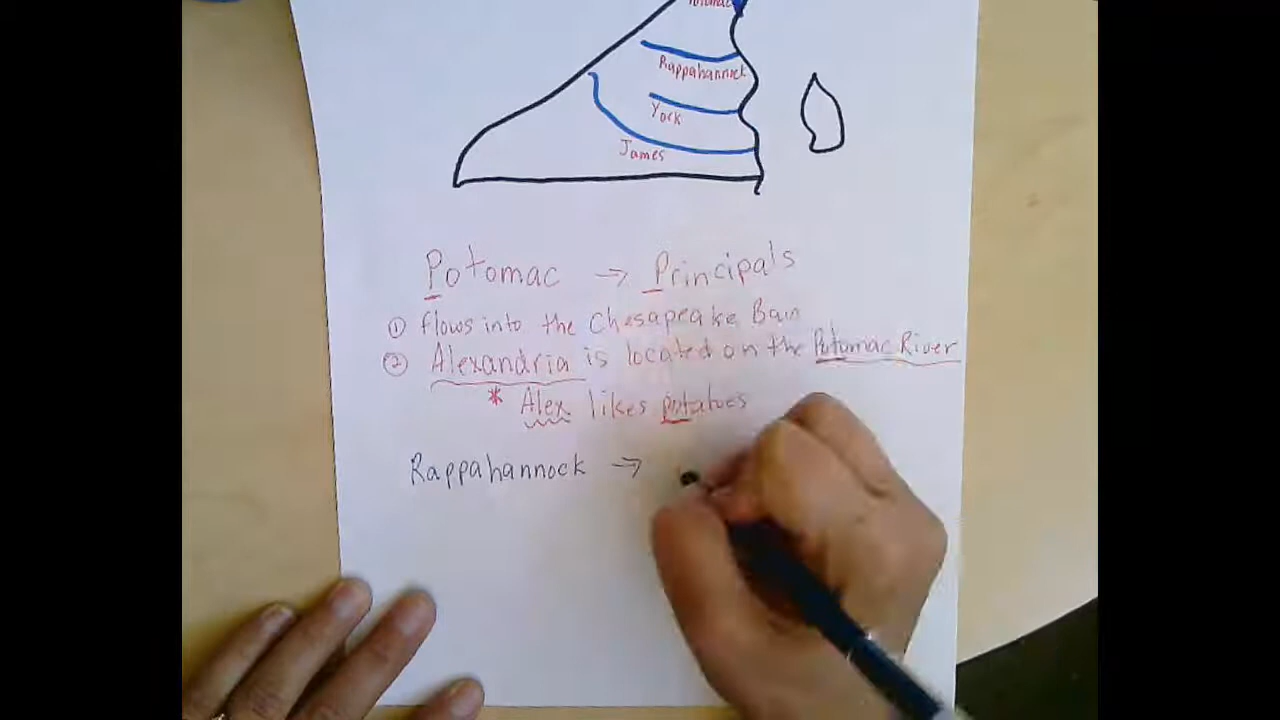 Potomac
Rappahannock
York
James
Potomac → Principals
① flows into the Chesapeake Bay
② Alexandria is located on the Potomac River
* Alex likes potatoes
Rappahannock →